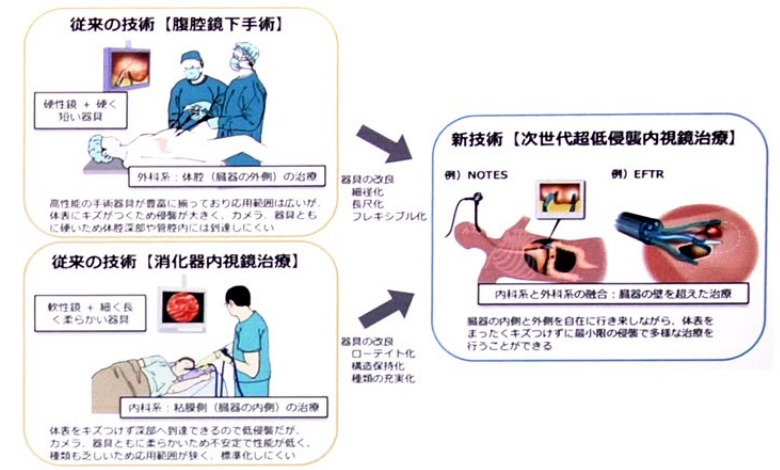 従来の技術【腹腔鏡下手術】
硬性鏡 + 硬く
短い器具
外科系：体腔（臓器の外側）の治療
高性能の手術器具が豊富に揃っており応用範囲は広いが、
体表にキズがつくため侵襲が大きく、カメラ、器具とも
に硬いため体腔深部や管腔内には到達しにくい
従来の技術【消化器内視鏡治療】
軟性鏡 + 細く長
く柔らかい器具
内科系：粘膜側（臓器の内側）の治療
体表をキズつけず深部へ到達できるので低侵襲だが、
カメラ、器具ともに柔らかいため不安定で性能が低く、
種類も乏しいため応用範囲が狭く、標準化しにくい
器具の改良
細径化
長尺化
フレキシブル化
器具の改良
ローテイト化
構造保持化
種類の充実化
新技術【次世代超低侵襲内視鏡治療】
例）NOTES
例）EFTR
内科系と外科系の融合：臓器の壁を超えた治療
臓器の内側と外側を自在に行き来しながら、体表を
まったくキズつけずに最小限の侵襲で多様な治療を
行うことができる